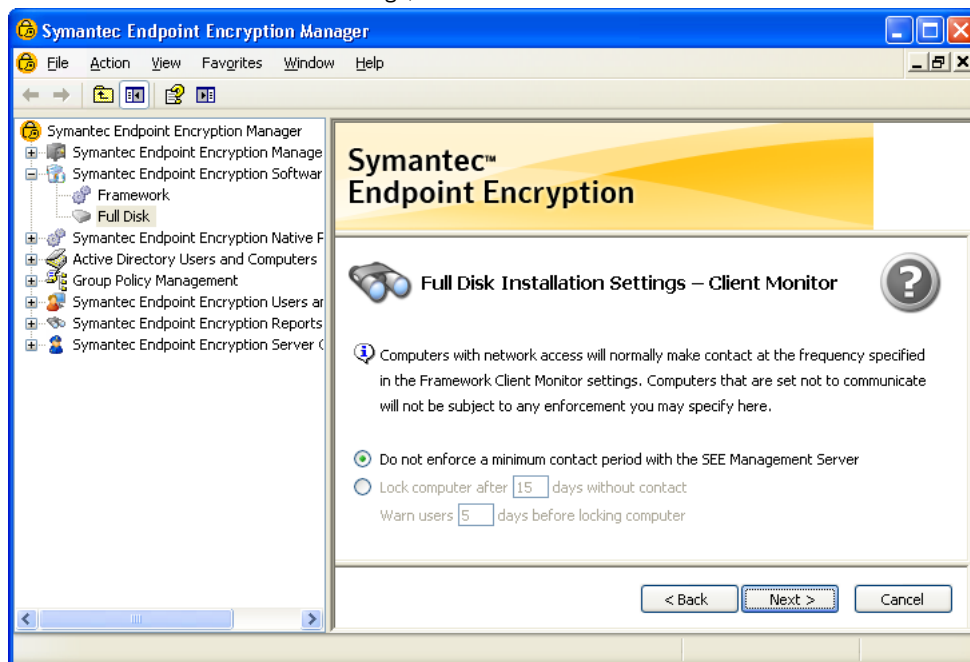 Symantec Endpoint Encryption Manager
File Action View Favorites Window Help
Symantec Endpoint Encryption Manager
Symantec Endpoint Encryption Manage
Symantec Endpoint Encryption Softwar
Framework
Full Disk
Symantec Endpoint Encryption Native F
Active Directory Users and Computers
Group Policy Management
Symantec Endpoint Encryption Users ar
Symantec Endpoint Encryption Reports
Symantec Endpoint Encryption Server (
Symantec™
Endpoint Encryption
Full Disk Installation Settings – Client Monitor
Computers with network access will normally make contact at the frequency specified
in the Framework Client Monitor settings. Computers that are set not to communicate
will not be subject to any enforcement you may specify here.
Do not enforce a minimum contact period with the SEE Management Server
Lock computer after 15 days without contact
Warn users 5 days before locking computer
< Back Next > Cancel